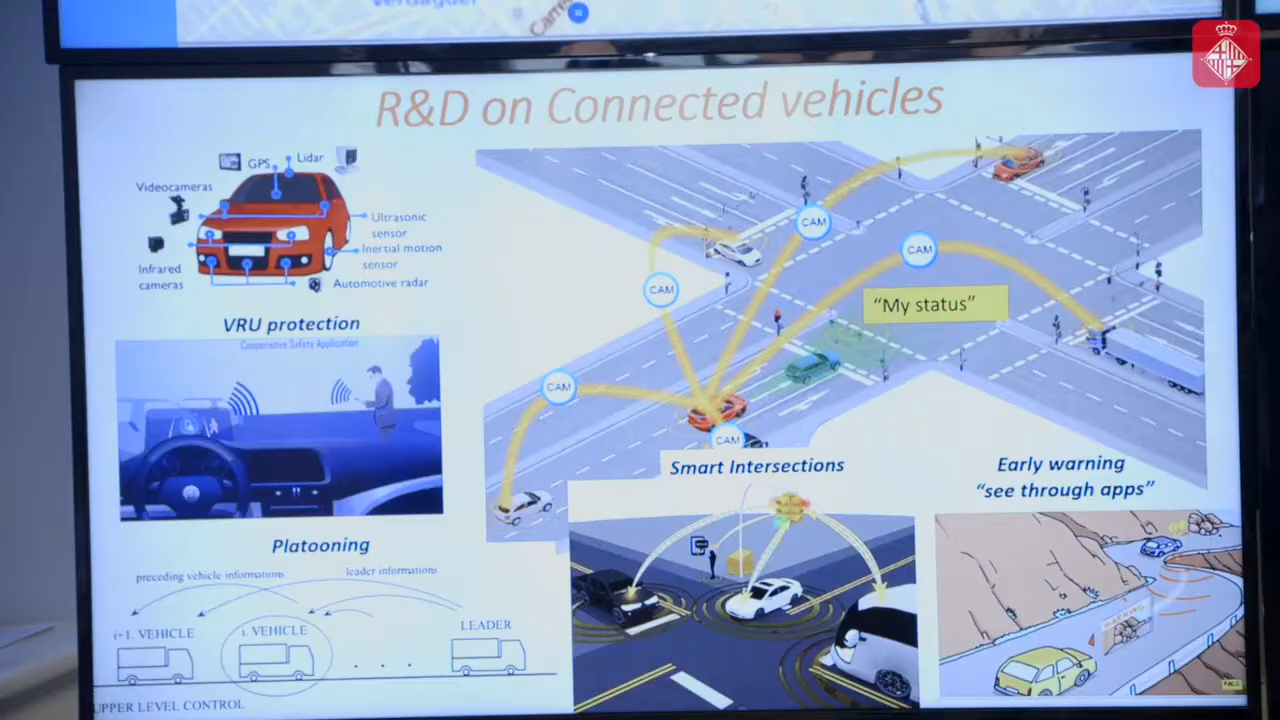 R&D on Connected vehicles
GPS
Lidar
Videocameras
Ultrasonic
sensor
Inertial motion
sensor
Infrared
cameras
Automotive radar
VRU protection
Cooperative Safety Application
CAM
CAM
CAM
"My status"
CAM
CAM
Smart Intersections
Early warning
"see through apps"
Platooning
preceding vehicle informations
leader informations
i+1. VEHICLE
i. VEHICLE
LEADER
. . .
UPPER LEVEL CONTROL
WARNING
RACC